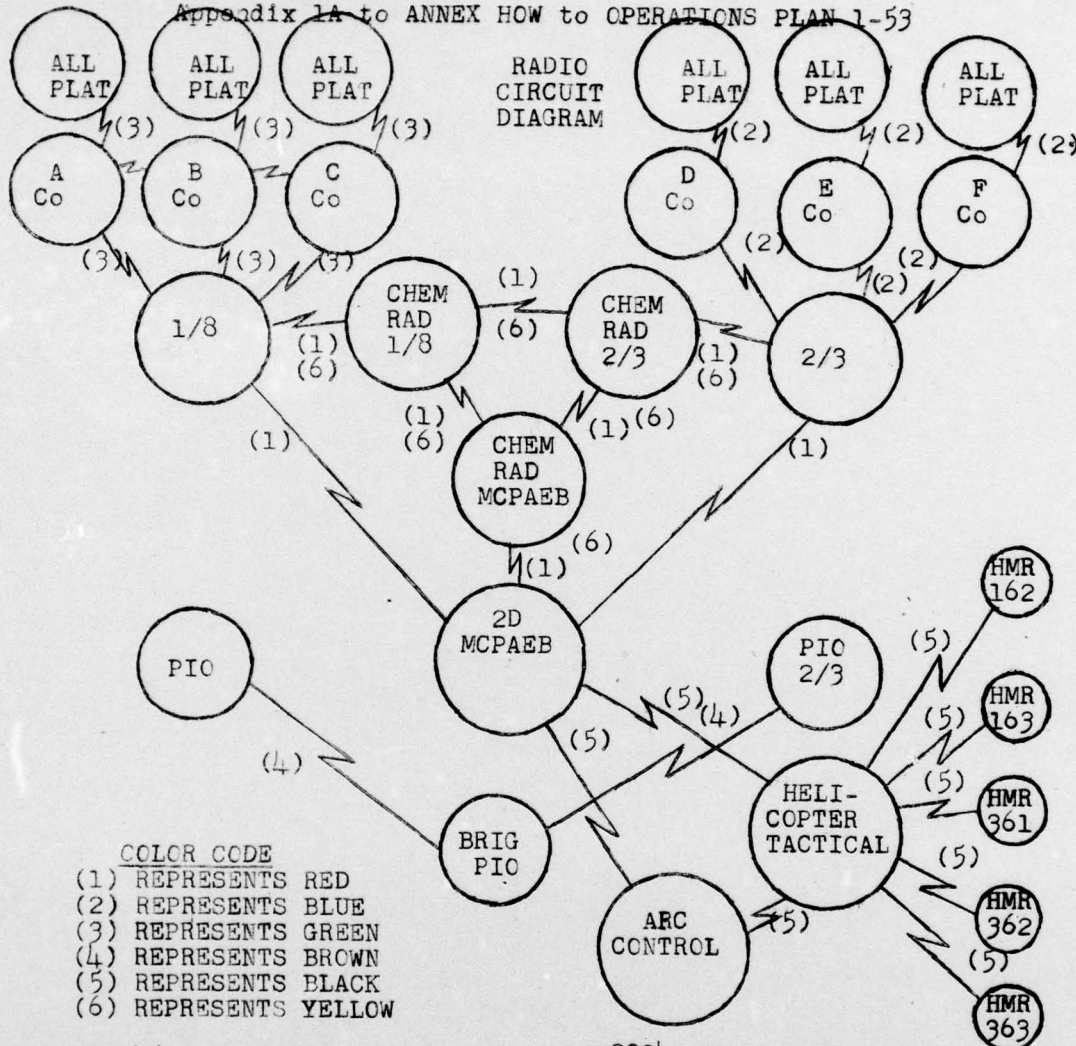 Appendix 1A to ANNEX HOW to OPERATIONS PLAN 1-53
RADIO
CIRCUIT
DIAGRAM
ALL
PLAT
ALL
PLAT
ALL
PLAT
ALL
PLAT
ALL
PLAT
ALL
PLAT
(3)
(3)
(3)
(2)
(2)
(2)
A
Co
B
Co
C
Co
D
Co
E
Co
F
Co
(3)
(3)
(3)
(2)
(2)
(2)
1/8
(1)
(6)
CHEM
RAD
1/8
(1)
(6)
CHEM
RAD
2/3
(1)
(6)
2/3
(1)
(1)
(6)
(1)
(6)
(1)
CHEM
RAD
MCPAEB
(6)
(1)
2D
MCPAEB
PIO
PIO
2/3
HMR
162
HMR
163
HMR
361
HMR
362
HMR
363
(5)
(5)
(5)
(5)
(5)
(5)
(4)
(5)
(4)
BRIG
PIO
HELI-
COPTER
TACTICAL
ARC
CONTROL
(5)
COLOR CODE
(1) REPRESENTS RED
(2) REPRESENTS BLUE
(3) REPRESENTS GREEN
(4) REPRESENTS BROWN
(5) REPRESENTS BLACK
(6) REPRESENTS YELLOW